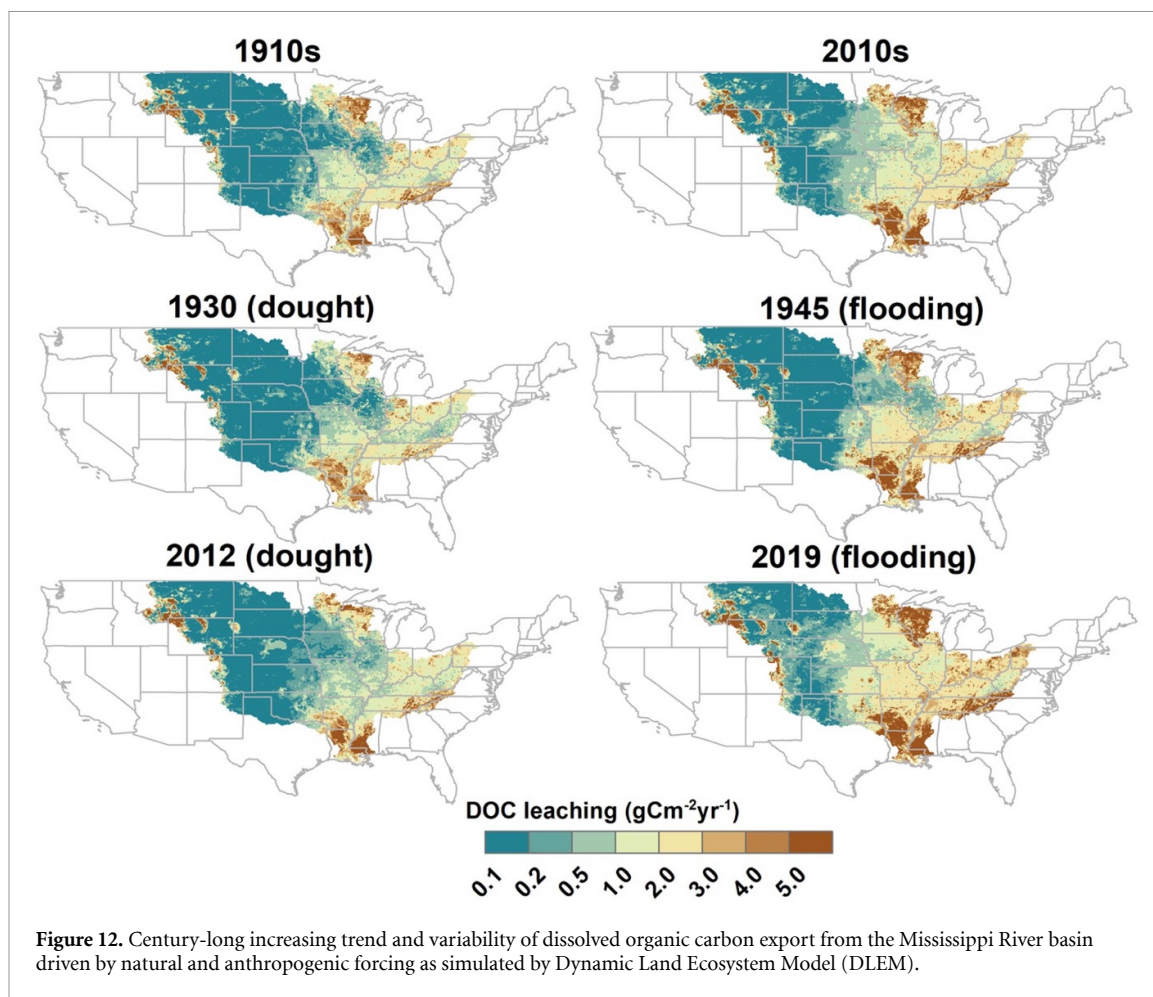 1910s
2010s
1930 (dought)
1945 (flooding)
2012 (dought)
2019 (flooding)
DOC leaching (gCm⁻²yr⁻¹)
0.1 0.2 0.5 1.0 2.0 3.0 4.0 5.0
Figure 12. Century-long increasing trend and variability of dissolved organic carbon export from the Mississippi River basin
driven by natural and anthropogenic forcing as simulated by Dynamic Land Ecosystem Model (DLEM).